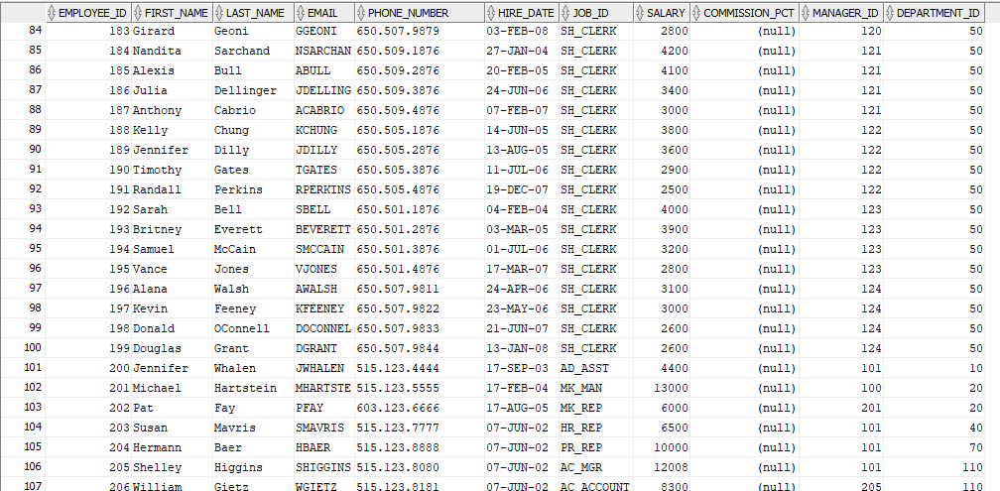 EMPLOYEE_ID FIRST_NAME LAST_NAME EMAIL PHONE_NUMBER HIRE_DATE JOB_ID SALARY COMMISSION_PCT MANAGER_ID DEPARTMENT_ID
84 183 Girard Geoni GGEONI 650.507.9879 03-FEB-08 SH_CLERK 2800 (null) 120 50
85 184 Nandita Sarchand NSARCHAN 650.509.1876 27-JAN-04 SH_CLERK 4200 (null) 121 50
86 185 Alexis Bull ABULL 650.509.2876 20-FEB-05 SH_CLERK 4100 (null) 121 50
87 186 Julia Dellinger JDELLING 650.509.3876 24-JUN-06 SH_CLERK 3400 (null) 121 50
88 187 Anthony Cabrio ACABRIO 650.509.4876 07-FEB-07 SH_CLERK 3000 (null) 121 50
89 188 Kelly Chung KCHUNG 650.505.1876 14-JUN-05 SH_CLERK 3800 (null) 122 50
90 189 Jennifer Dilly JDILLY 650.505.2876 13-AUG-05 SH_CLERK 3600 (null) 122 50
91 190 Timothy Gates TGATES 650.505.3876 11-JUL-06 SH_CLERK 2900 (null) 122 50
92 191 Randall Perkins RPERKINS 650.505.4876 19-DEC-07 SH_CLERK 2500 (null) 122 50
93 192 Sarah Bell SBELL 650.501.1876 04-FEB-04 SH_CLERK 4000 (null) 123 50
94 193 Britney Everett BEVERETT 650.501.2876 03-MAR-05 SH_CLERK 3900 (null) 123 50
95 194 Samuel McCain SMCCAIN 650.501.3876 01-JUL-06 SH_CLERK 3200 (null) 123 50
96 195 Vance Jones VJONES 650.501.4876 17-MAR-07 SH_CLERK 2800 (null) 123 50
97 196 Alana Walsh AWALSH 650.507.9811 24-APR-06 SH_CLERK 3100 (null) 124 50
98 197 Kevin Feeney KFEENEY 650.507.9822 23-MAY-06 SH_CLERK 3000 (null) 124 50
99 198 Donald OConnell DOCONNEL 650.507.9833 21-JUN-07 SH_CLERK 2600 (null) 124 50
100 199 Douglas Grant DGRANT 650.507.9844 13-JAN-08 SH_CLERK 2600 (null) 124 50
101 200 Jennifer Whalen JWHALEN 515.123.4444 17-SEP-03 AD_ASST 4400 (null) 101 10
102 201 Michael Hartstein MHARTSTE 515.123.5555 17-FEB-04 MK_MAN 13000 (null) 100 20
103 202 Pat Fay PFAY 603.123.6666 17-AUG-05 MK_REP 6000 (null) 201 20
104 203 Susan Mavris SMAVRIS 515.123.7777 07-JUN-02 HR_REP 6500 (null) 101 40
105 204 Hermann Baer HBAER 515.123.8888 07-JUN-02 PR_REP 10000 (null) 101 70
106 205 Shelley Higgins SHIGGINS 515.123.8080 07-JUN-02 AC_MGR 12008 (null) 101 110
107 206 William Gietz WGIETZ 515.123.8181 07-JUN-02 AC_ACCOUNT 8300 (null) 205 110